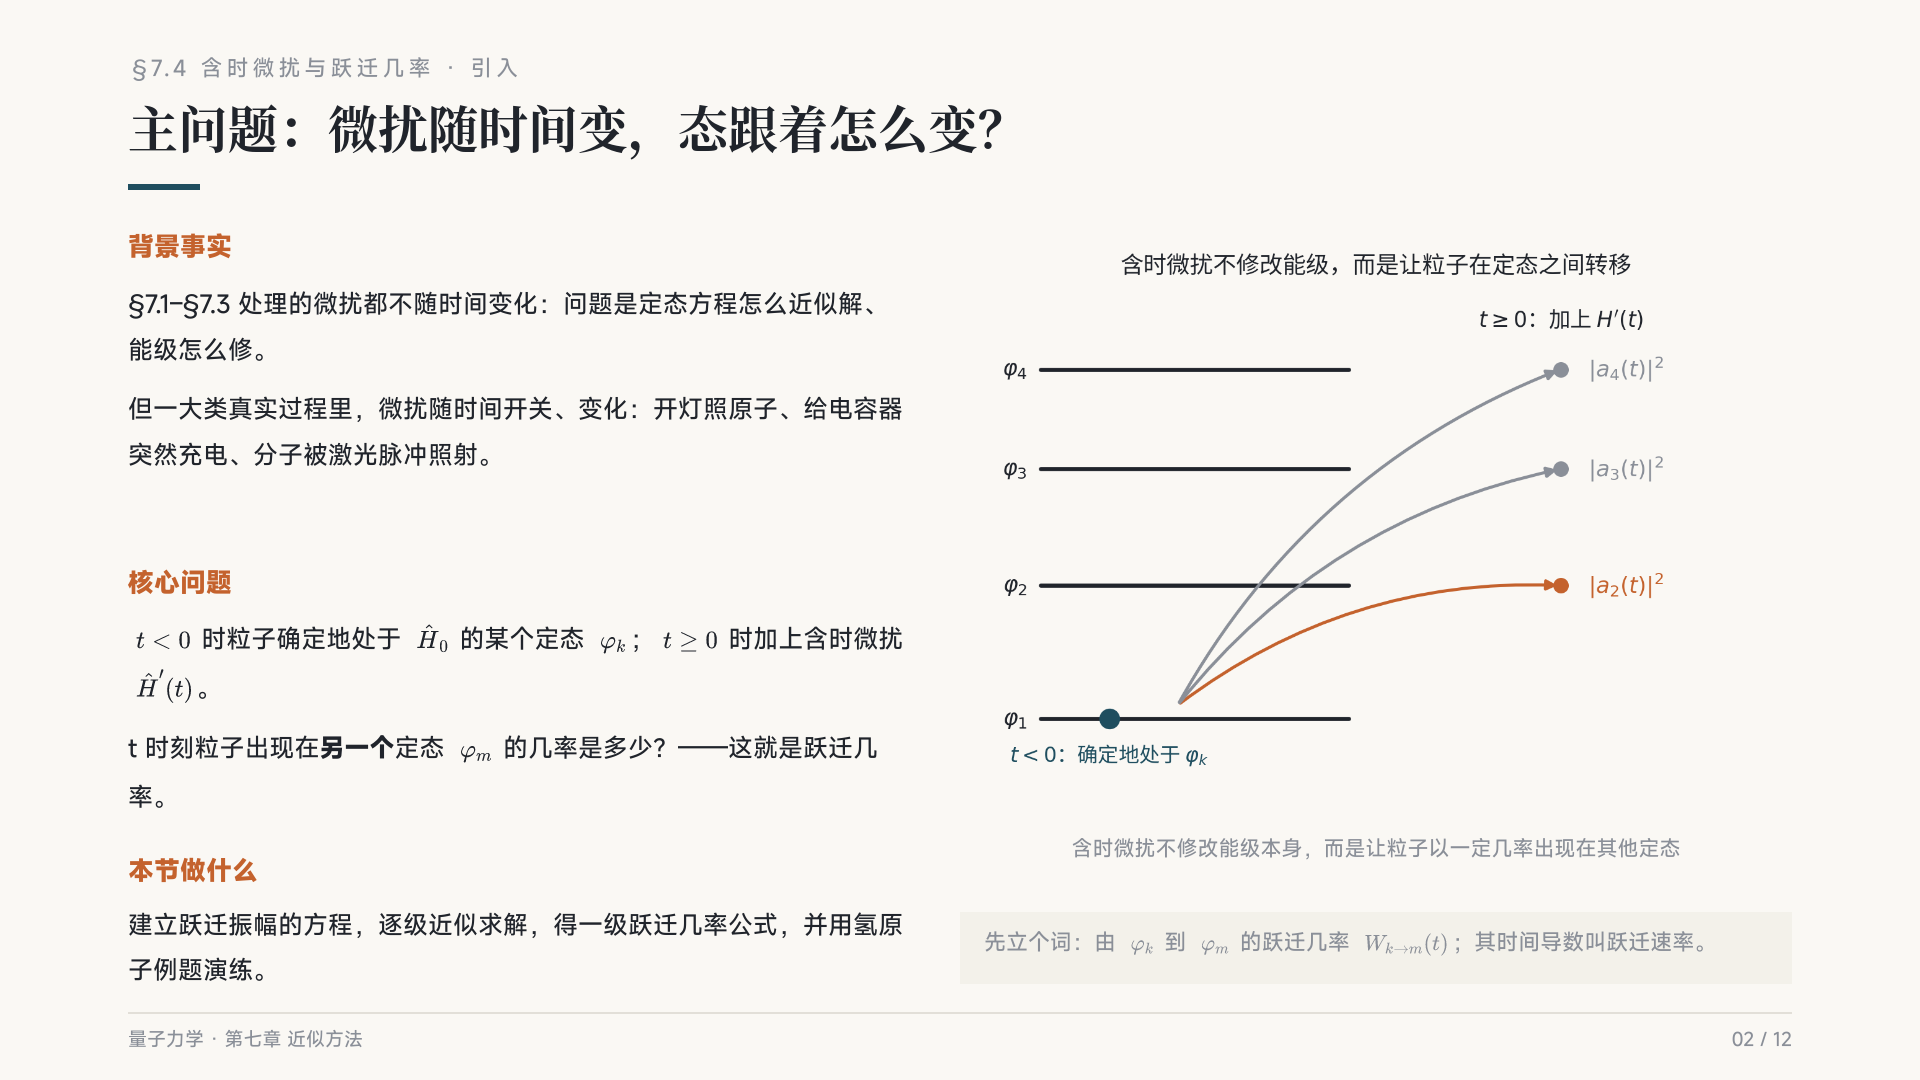 §7.4 含时微扰与跃迁几率 · 引入
主问题：微扰随时间变，态跟着怎么变？
背景事实
§7.1–§7.3 处理的微扰都不随时间变化：问题是定态方程怎么近似解、
能级怎么修。
但一大类真实过程里，微扰随时间开关、变化：开灯照原子、给电容器
突然充电、分子被激光脉冲照射。
核心问题
t < 0 时粒子确定地处于 Ĥ₀ 的某个定态 φₖ； t ≥ 0 时加上含时微扰
Ĥ′(t)。
t 时刻粒子出现在另一个定态 φₘ 的几率是多少？——这就是跃迁几
率。
本节做什么
建立跃迁振幅的方程，逐级近似求解，得一级跃迁几率公式，并用氢原
子例题演练。
含时微扰不修改能级，而是让粒子在定态之间转移
t ≥ 0：加上 H′(t)
φ₄ |a₄(t)|²
φ₃ |a₃(t)|²
φ₂ |a₂(t)|²
φ₁
t < 0：确定地处于 φₖ
含时微扰不修改能级本身，而是让粒子以一定几率出现在其他定态
先立个词：由 φₖ 到 φₘ 的跃迁几率 Wₖ→ₘ(t)；其时间导数叫跃迁速率。
量子力学 · 第七章 近似方法
02 / 12